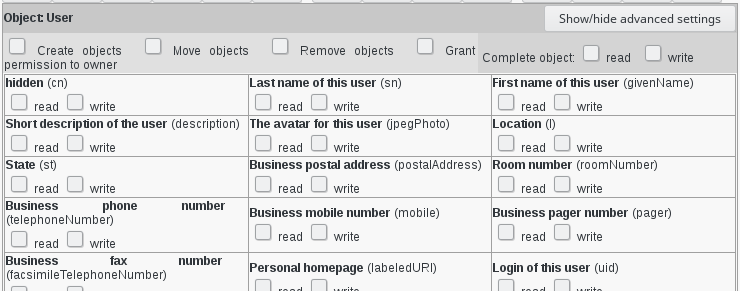 Object: User
Show/hide advanced settings
Create objects Move objects Remove objects Grant
permission to owner
Complete object: read write
hidden (cn)
read write
Last name of this user (sn)
read write
First name of this user (givenName)
read write
Short description of the user (description)
read write
The avatar for this user (jpegPhoto)
read write
Location (l)
read write
State (st)
read write
Business postal address (postalAddress)
read write
Room number (roomNumber)
read write
Business phone number
(telephoneNumber)
read write
Business mobile number (mobile)
read write
Business pager number (pager)
read write
Business fax number
(facsimileTelephoneNumber)
Personal homepage (labeledURI)
read write
Login of this user (uid)
read write